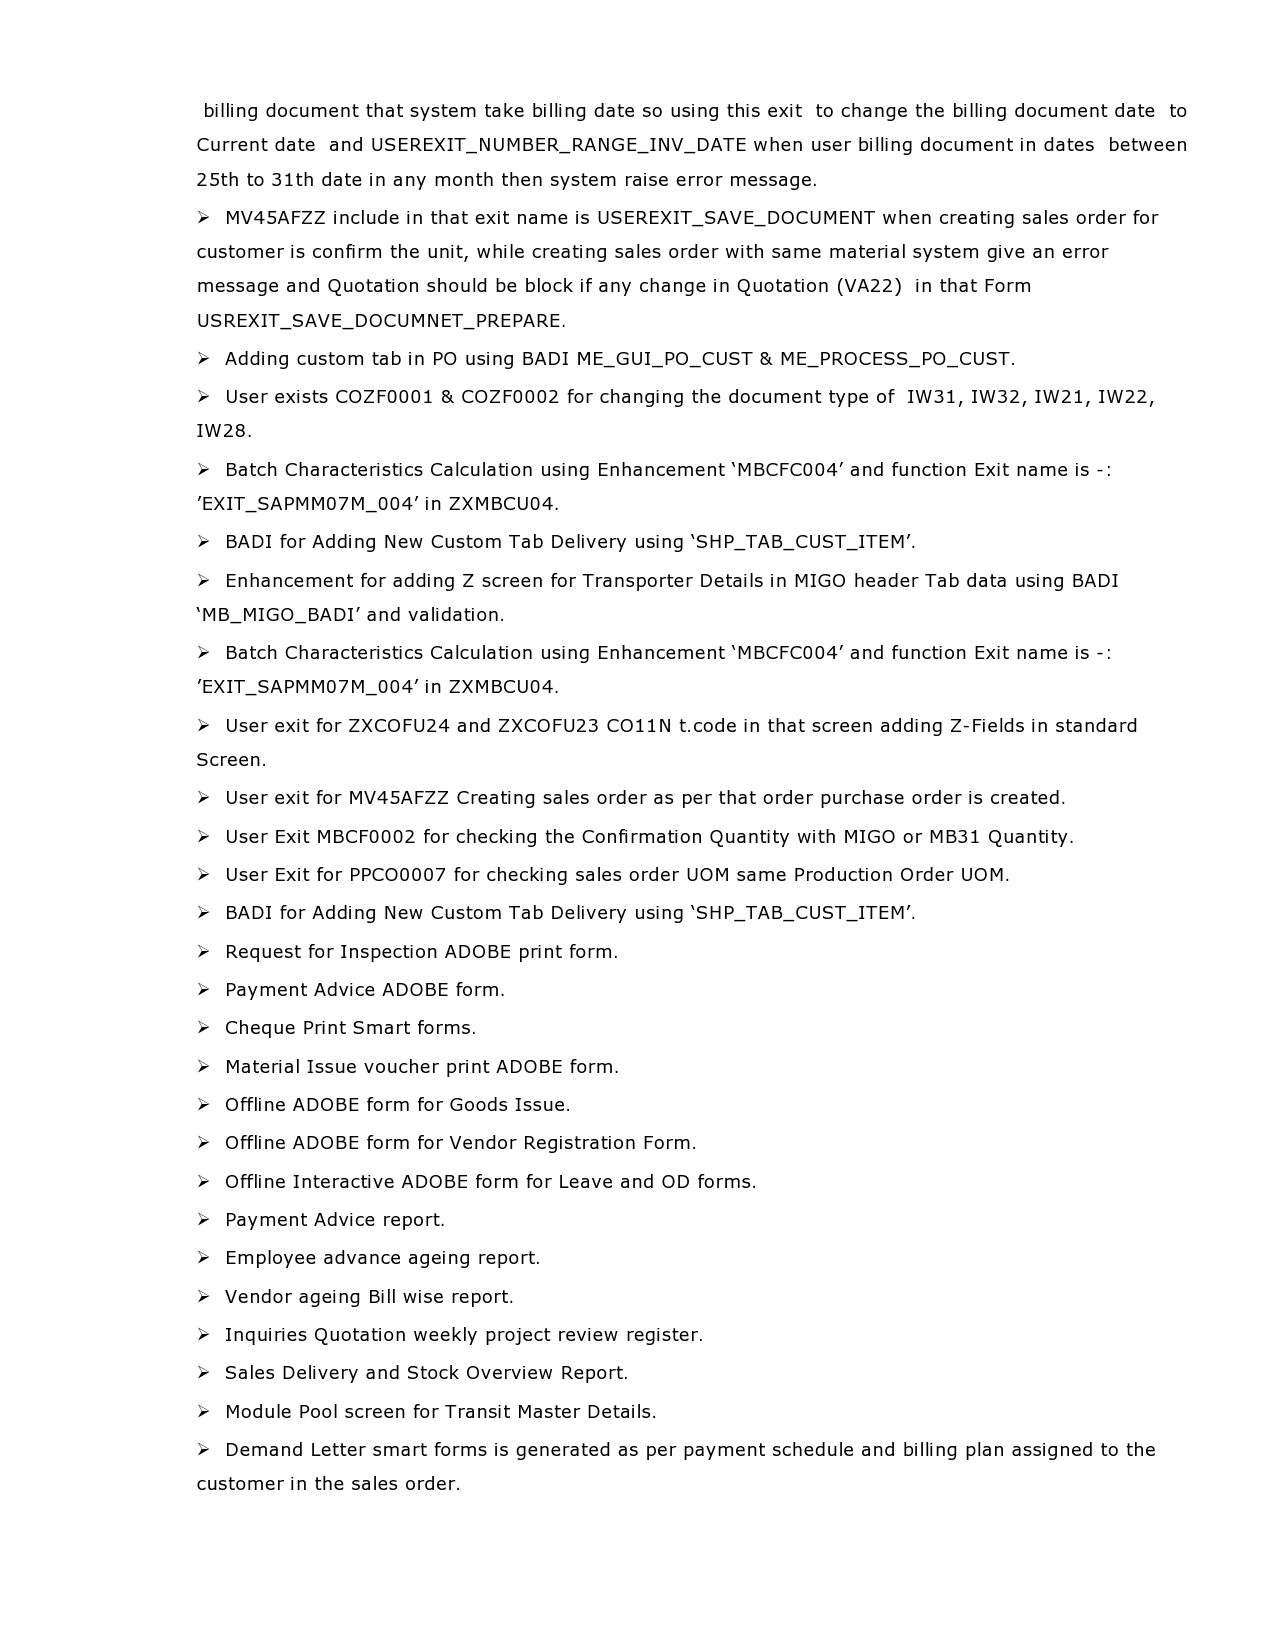 billing document that system take billing date so using this exit  to change the billing document date  to
Current date  and USEREXIT_NUMBER_RANGE_INV_DATE when user billing document in dates  between
25th to 31th date in any month then system raise error message.
➢ MV45AFZZ include in that exit name is USEREXIT_SAVE_DOCUMENT when creating sales order for
customer is confirm the unit, while creating sales order with same material system give an error
message and Quotation should be block if any change in Quotation (VA22)  in that Form
USREXIT_SAVE_DOCUMNET_PREPARE.
➢ Adding custom tab in PO using BADI ME_GUI_PO_CUST & ME_PROCESS_PO_CUST.
➢ User exists COZF0001 & COZF0002 for changing the document type of  IW31, IW32, IW21, IW22,
IW28.
➢ Batch Characteristics Calculation using Enhancement ‘MBCFC004’ and function Exit name is -:
’EXIT_SAPMM07M_004’ in ZXMBCU04.
➢ BADI for Adding New Custom Tab Delivery using ‘SHP_TAB_CUST_ITEM’.
➢ Enhancement for adding Z screen for Transporter Details in MIGO header Tab data using BADI
‘MB_MIGO_BADI’ and validation.
➢ Batch Characteristics Calculation using Enhancement ‘MBCFC004’ and function Exit name is -:
’EXIT_SAPMM07M_004’ in ZXMBCU04.
➢ User exit for ZXCOFU24 and ZXCOFU23 CO11N t.code in that screen adding Z-Fields in standard
Screen.
➢ User exit for MV45AFZZ Creating sales order as per that order purchase order is created.
➢ User Exit MBCF0002 for checking the Confirmation Quantity with MIGO or MB31 Quantity.
➢ User Exit for PPCO0007 for checking sales order UOM same Production Order UOM.
➢ BADI for Adding New Custom Tab Delivery using ‘SHP_TAB_CUST_ITEM’.
➢ Request for Inspection ADOBE print form.
➢ Payment Advice ADOBE form.
➢ Cheque Print Smart forms.
➢ Material Issue voucher print ADOBE form.
➢ Offline ADOBE form for Goods Issue.
➢ Offline ADOBE form for Vendor Registration Form.
➢ Offline Interactive ADOBE form for Leave and OD forms.
➢ Payment Advice report.
➢ Employee advance ageing report.
➢ Vendor ageing Bill wise report.
➢ Inquiries Quotation weekly project review register.
➢ Sales Delivery and Stock Overview Report.
➢ Module Pool screen for Transit Master Details.
➢ Demand Letter smart forms is generated as per payment schedule and billing plan assigned to the
customer in the sales order.